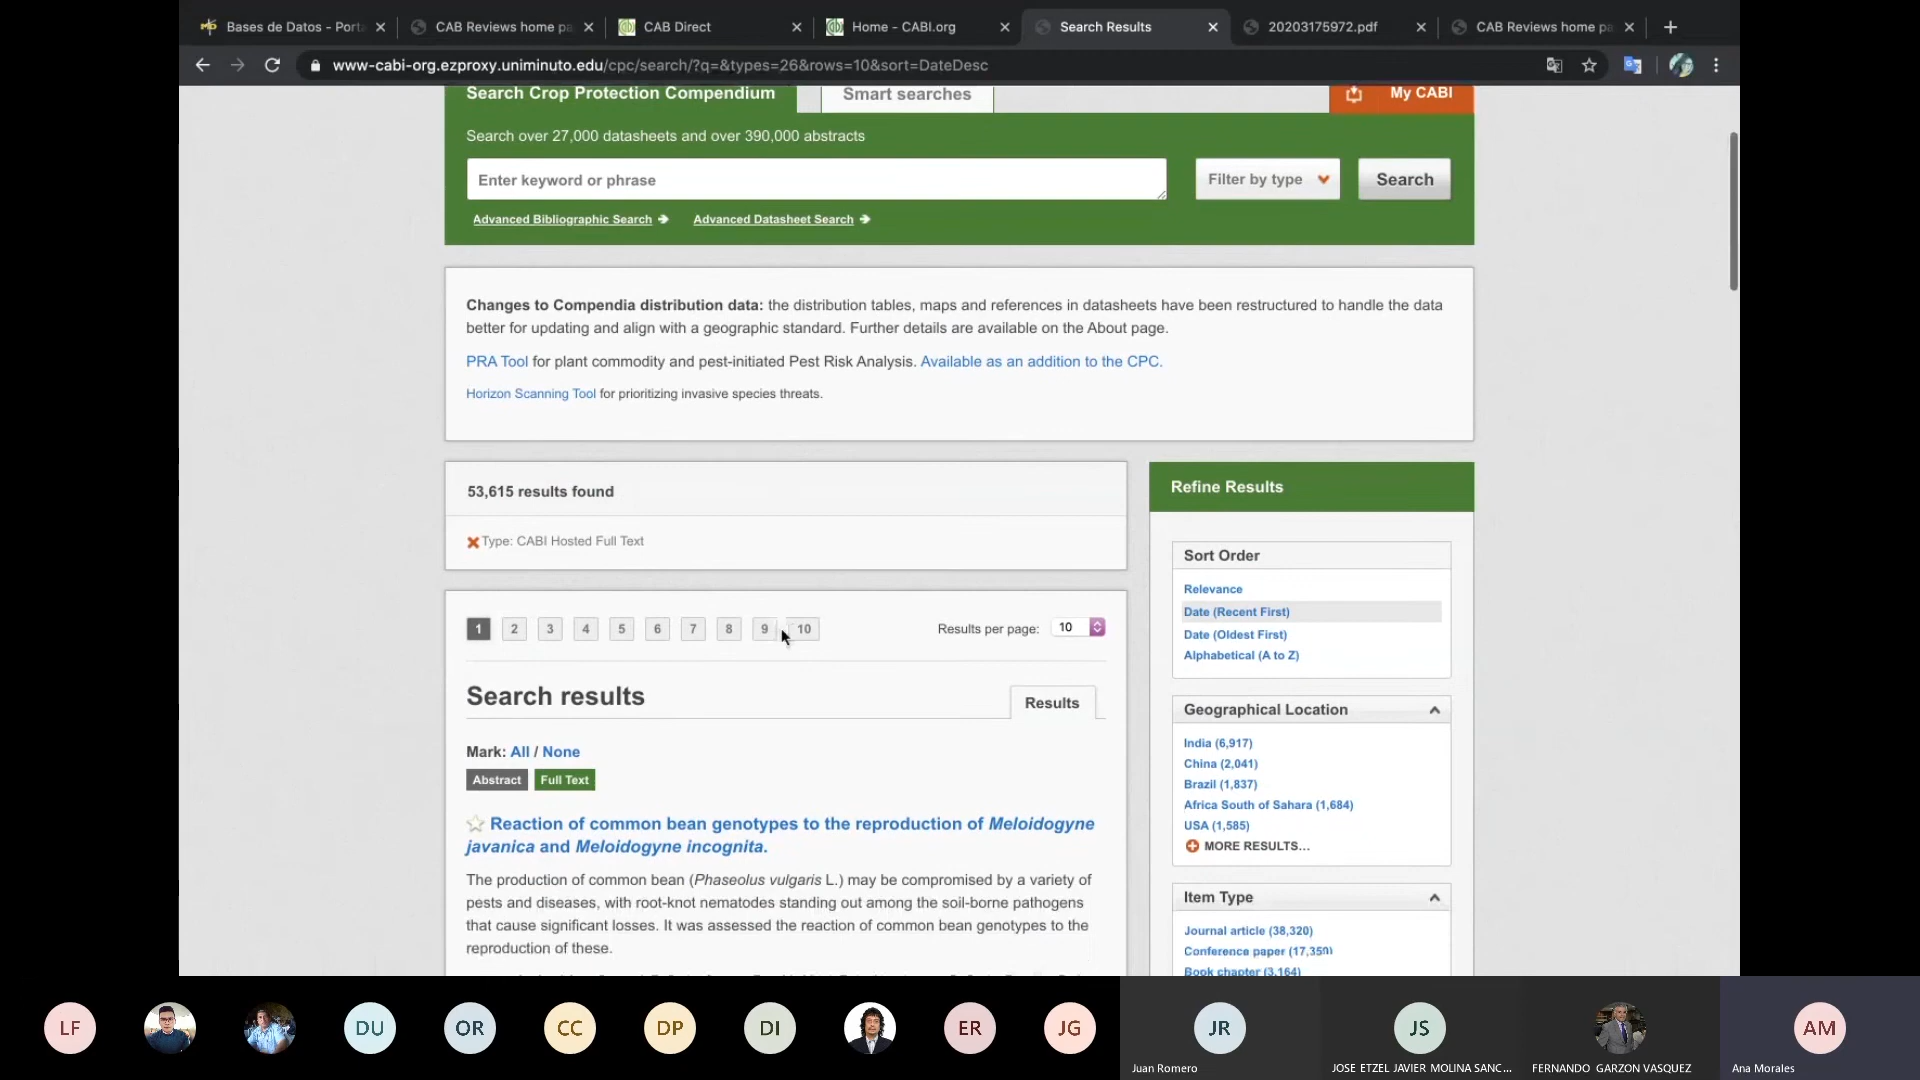 Bases de Datos - Porta
CAB Reviews home pa
CAB Direct
Home - CABI.org
Search Results
20203175972.pdf
CAB Reviews home pa
www-cabi-org.ezproxy.uniminuto.edu/cpc/search/?q=&types=26&rows=10&sort=DateDesc
Search Crop Protection Compendium
Smart searches
My CABI
Search over 27,000 datasheets and over 390,000 abstracts
Enter keyword or phrase
Filter by type
Search
Advanced Bibliographic Search
Advanced Datasheet Search
Changes to Compendia distribution data: the distribution tables, maps and references in datasheets have been restructured to handle the data
better for updating and align with a geographic standard. Further details are available on the About page.
PRA Tool for plant commodity and pest-initiated Pest Risk Analysis. Available as an addition to the CPC.
Horizon Scanning Tool for prioritizing invasive species threats.
53,615 results found
Type: CABI Hosted Full Text
1 2 3 4 5 6 7 8 9 10
Results per page: 10
Search results
Results
Mark: All / None
Abstract Full Text
Reaction of common bean genotypes to the reproduction of Meloidogyne
javanica and Meloidogyne incognita.
The production of common bean (Phaseolus vulgaris L.) may be compromised by a variety of
pests and diseases, with root-knot nematodes standing out among the soil-borne pathogens
that cause significant losses. It was assessed the reaction of common bean genotypes to the
reproduction of these.
Refine Results
Sort Order
Relevance
Date (Recent First)
Date (Oldest First)
Alphabetical (A to Z)
Geographical Location
India (6,917)
China (2,041)
Brazil (1,837)
Africa South of Sahara (1,684)
USA (1,585)
MORE RESULTS...
Item Type
Journal article (38,320)
Conference paper (17,359)
Book chapter (3,164)
LF
DU
OR
CC
DP
DI
ER
JG
JR
JS
AM
Juan Romero
JOSE ETZEL JAVIER MOLINA SANC...
FERNANDO GARZON VASQUEZ
Ana Morales